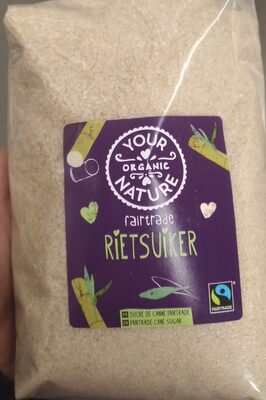 YOUR
ORGANIC
NATURE
fairtrade
RIETSUIKER
FR SUCRE DE CANNE FAIRTRADE
EN FAIRTRADE CANE SUGAR
FAIRTRADE